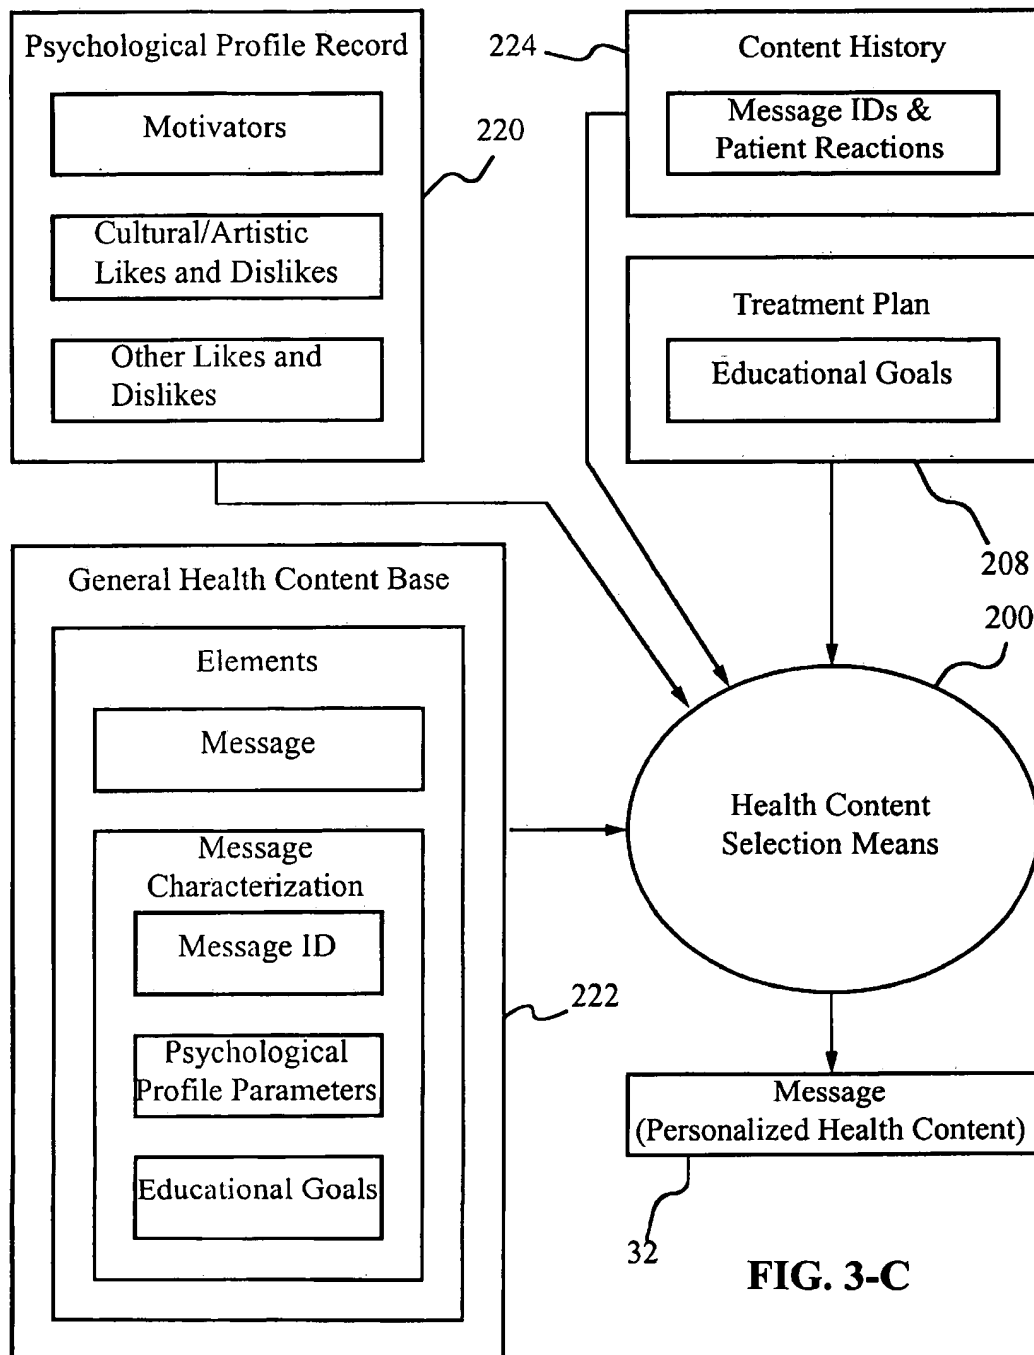 Psychological Profile Record
Motivators
Cultural/Artistic
Likes and Dislikes
Other Likes and
Dislikes
220
224
Content History
Message IDs &
Patient Reactions
Treatment Plan
Educational Goals
208
200
General Health Content Base
Elements
Message
Message
Characterization
Message ID
Psychological
Profile Parameters
Educational Goals
222
Health Content
Selection Means
Message
(Personalized Health Content)
32
FIG. 3-C